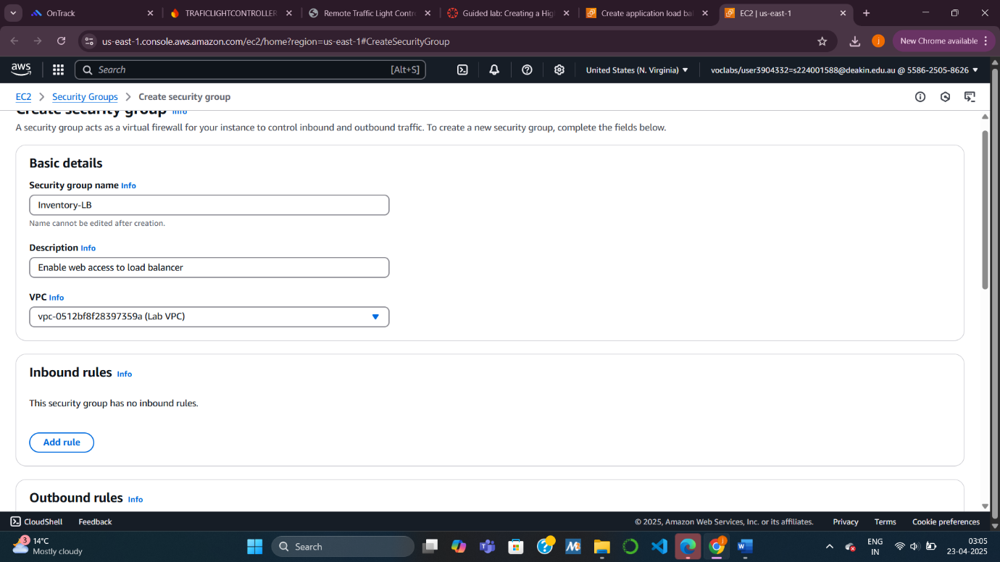 OnTrack
TRAFICLIGHTCONTROLLER
Remote Traffic Light Contr
Guided lab: Creating a Hig
Create application load bal
EC2 | us-east-1
us-east-1.console.aws.amazon.com/ec2/home?region=us-east-1#CreateSecurityGroup
j
New Chrome available
aws
Search
[Alt+S]
United States (N. Virginia)
voclabs/user3904332=s224001588@deakin.edu.au @ 5586-2505-8626
EC2 > Security Groups > Create security group
Create security group Info
A security group acts as a virtual firewall for your instance to control inbound and outbound traffic. To create a new security group, complete the fields below.
Basic details
Security group name Info
Inventory-LB
Name cannot be edited after creation.
Description Info
Enable web access to load balancer
VPC Info
vpc-0512bf8f28397359a (Lab VPC)
Inbound rules Info
This security group has no inbound rules.
Add rule
Outbound rules Info
CloudShell
Feedback
© 2025, Amazon Web Services, Inc. or its affiliates.
Privacy
Terms
Cookie preferences
3
14°C
Mostly cloudy
Search
ENG
IN
03:05
23-04-2025